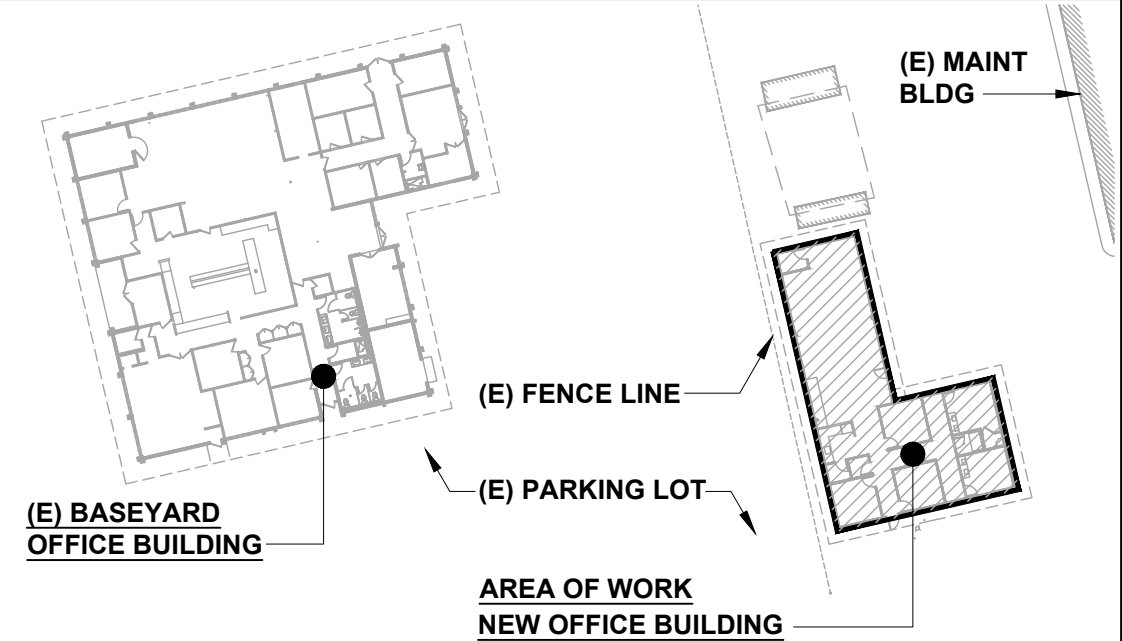 (E) MAINT
BLDG
(E) FENCE LINE
(E) PARKING LOT
(E) BASEYARD
OFFICE BUILDING
AREA OF WORK
NEW OFFICE BUILDING